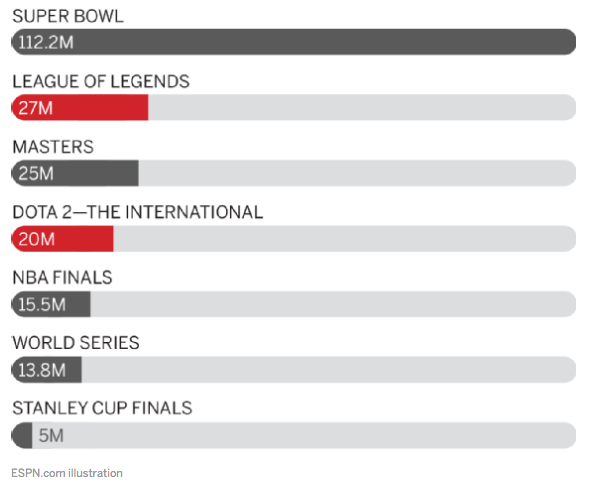 SUPER BOWL
112.2M
LEAGUE OF LEGENDS
27M
MASTERS
25M
DOTA 2—THE INTERNATIONAL
20M
NBA FINALS
15.5M
WORLD SERIES
13.8M
STANLEY CUP FINALS
5M
ESPN.com illustration